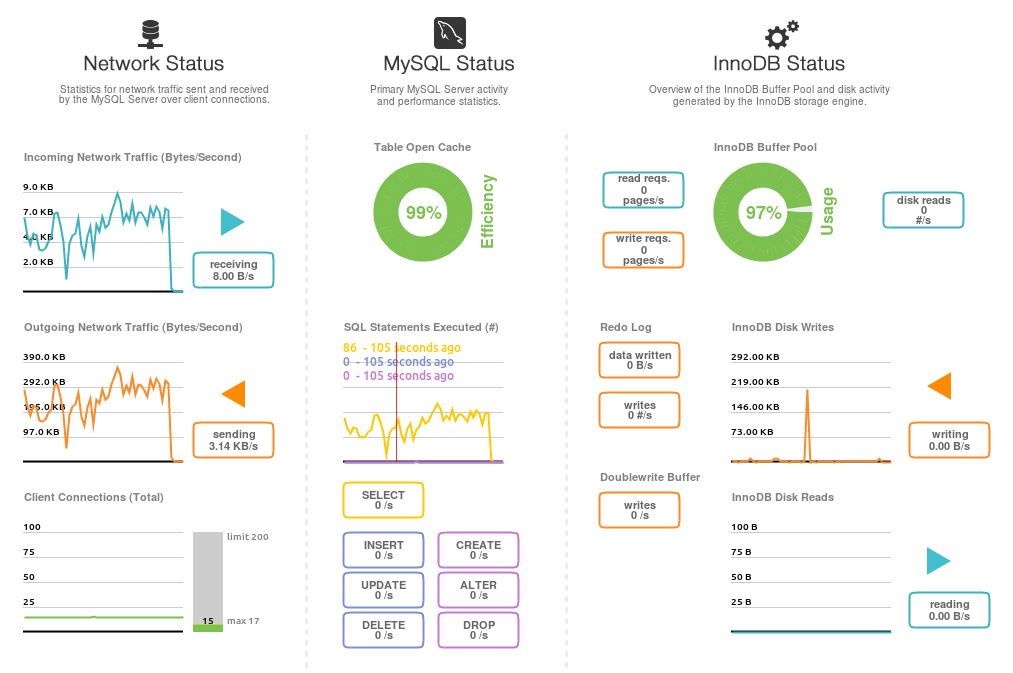 Network Status
Statistics for network traffic sent and received
by the MySQL Server over client connections.
Incoming Network Traffic (Bytes/Second)
9.0 KB
7.0 KB
4.0 KB
2.0 KB
receiving
8.00 B/s
Outgoing Network Traffic (Bytes/Second)
390.0 KB
292.0 KB
195.0 KB
97.0 KB
sending
3.14 KB/s
Client Connections (Total)
100
75
50
25
limit 200
15
max 17
MySQL Status
Primary MySQL Server activity
and performance statistics.
Table Open Cache
99%
Efficiency
SQL Statements Executed (#)
86 - 105 seconds ago
0 - 105 seconds ago
0 - 105 seconds ago
SELECT
0 /s
INSERT
0 /s
CREATE
0 /s
UPDATE
0 /s
ALTER
0 /s
DELETE
0 /s
DROP
0 /s
InnoDB Status
Overview of the InnoDB Buffer Pool and disk activity
generated by the InnoDB storage engine.
InnoDB Buffer Pool
read reqs.
0
pages/s
write reqs.
0
pages/s
97%
Usage
disk reads
0
#/s
Redo Log
data written
0 B/s
writes
0 #/s
Doublewrite Buffer
writes
0 /s
InnoDB Disk Writes
292.00 KB
219.00 KB
146.00 KB
73.00 KB
writing
0.00 B/s
InnoDB Disk Reads
100 B
75 B
50 B
25 B
reading
0.00 B/s